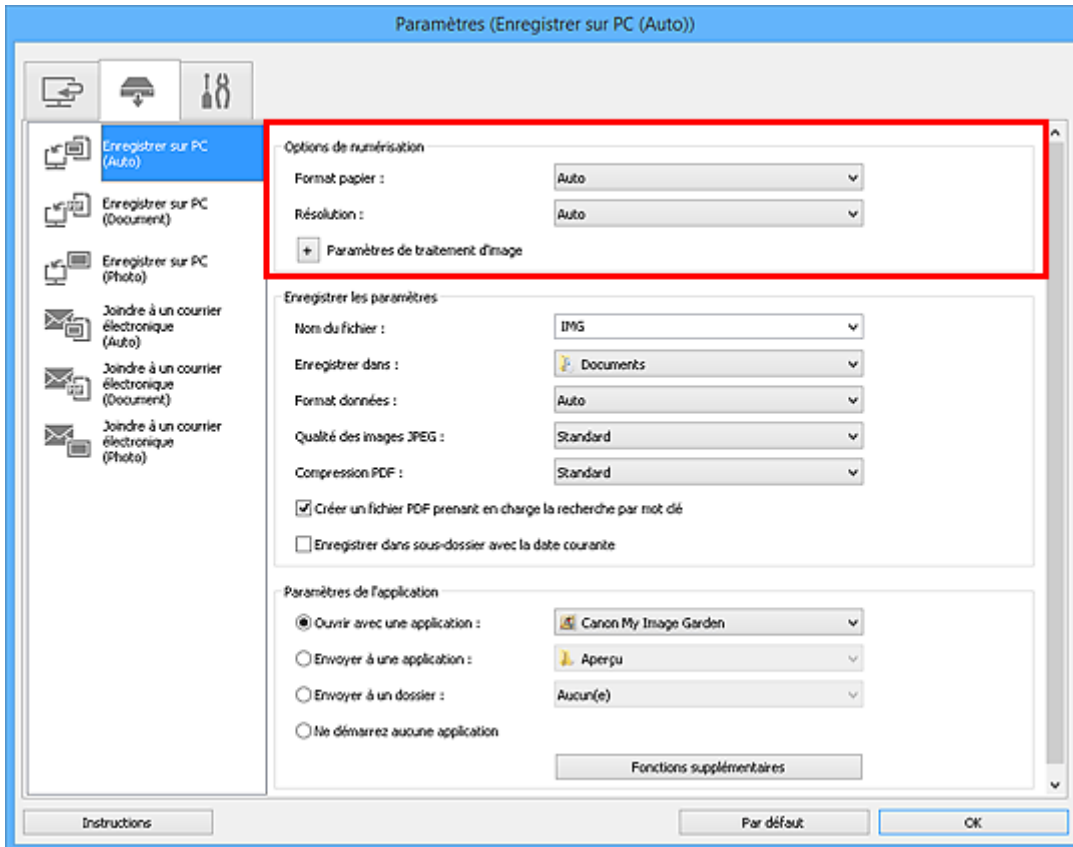 Paramètres (Enregistrer sur PC (Auto))
Enregistrer sur PC
(Auto)
Enregistrer sur PC
(Document)
Enregistrer sur PC
(Photo)
Joindre à un courrier
électronique
(Auto)
Joindre à un courrier
électronique
(Document)
Joindre à un courrier
électronique
(Photo)
Options de numérisation
Format papier : Auto
Résolution : Auto
+ Paramètres de traitement d'image
Enregistrer les paramètres
Nom du fichier : IMG
Enregistrer dans : Documents
Format données : Auto
Qualité des images JPEG : Standard
Compression PDF : Standard
Créer un fichier PDF prenant en charge la recherche par mot clé
Enregistrer dans sous-dossier avec la date courante
Paramètres de l'application
Ouvrir avec une application : Canon My Image Garden
Envoyer à une application : Aperçu
Envoyer à un dossier : Aucun(e)
Ne démarrez aucune application
Fonctions supplémentaires
Instructions Par défaut OK